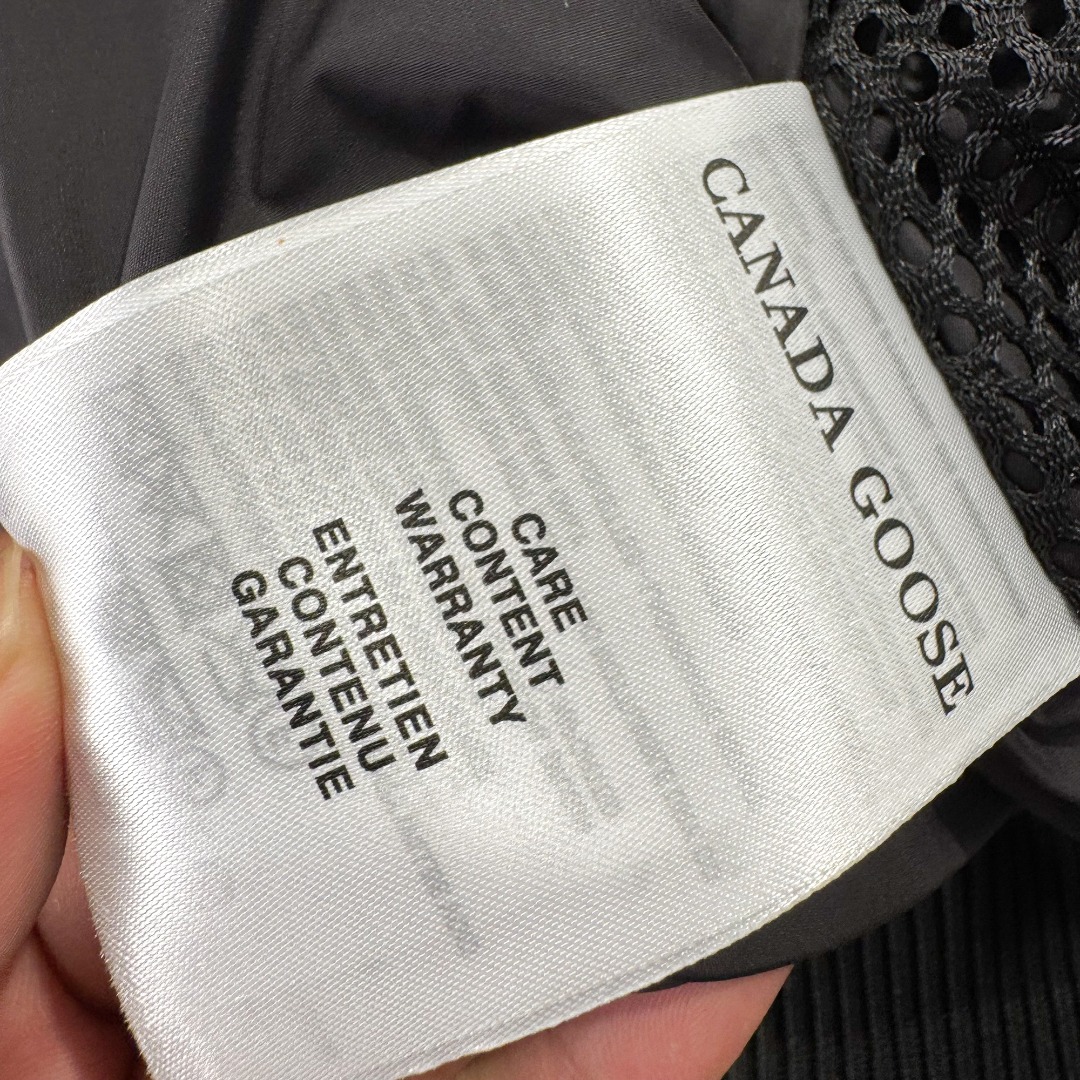 CANADA GOOSE
CARE
CONTENT
WARRANTY
ENTRETIEN
CONTENU
GARANTIE